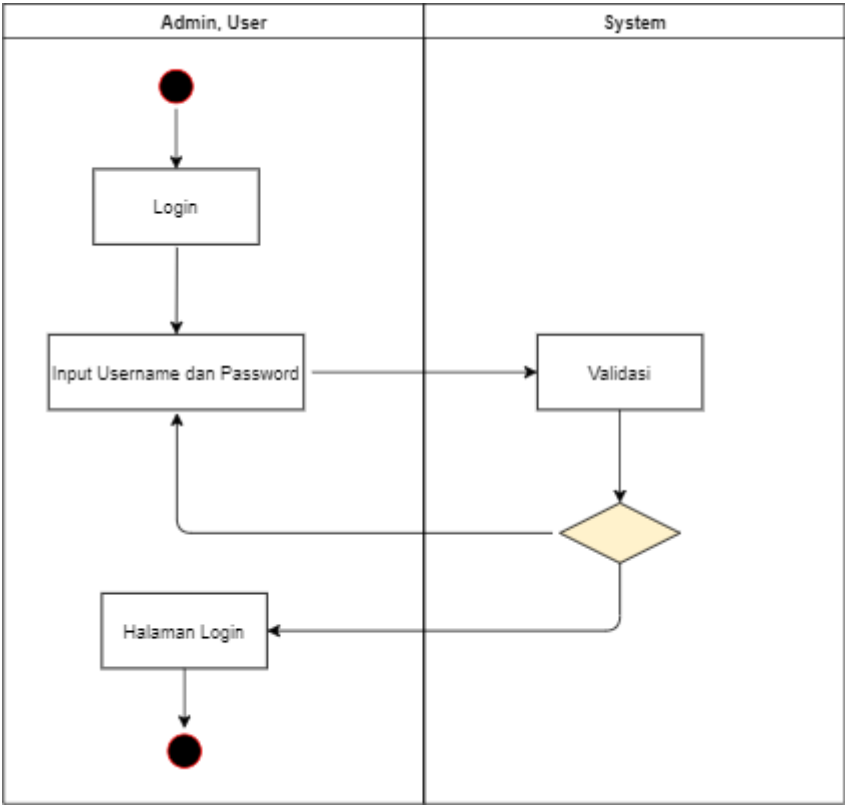 Admin, User
System
Login
Input Username dan Password
Validasi
Halaman Login